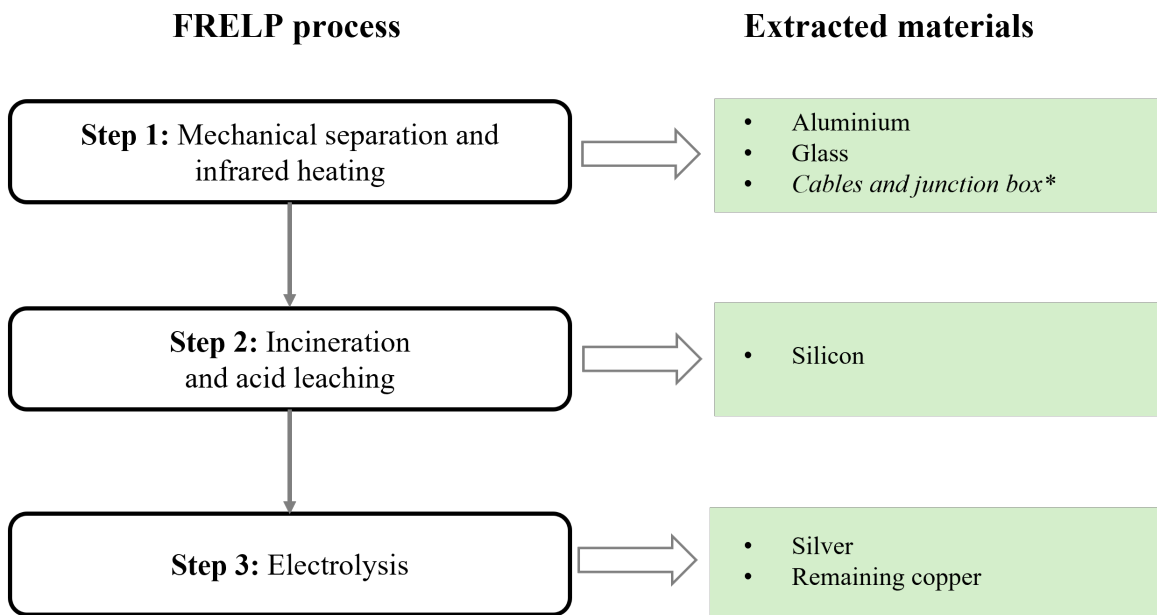 FRELP process
Extracted materials
Step 1: Mechanical separation and
infrared heating
• Aluminium
• Glass
• Cables and junction box*
Step 2: Incineration
and acid leaching
• Silicon
Step 3: Electrolysis
• Silver
• Remaining copper